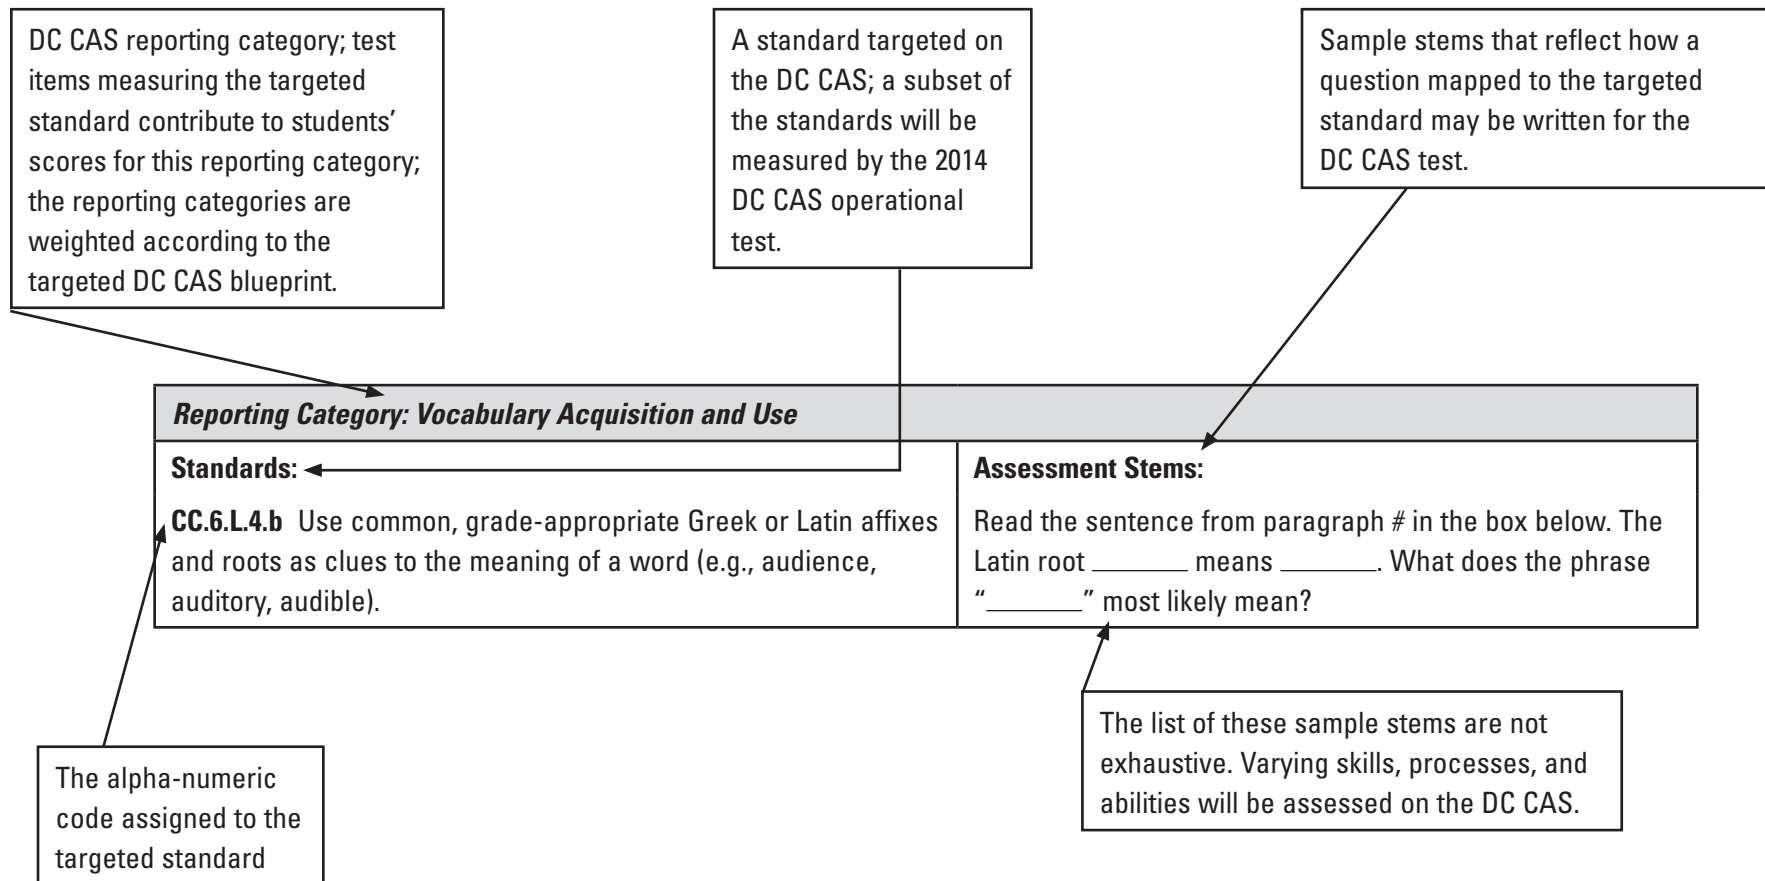 DC CAS reporting category; test
items measuring the targeted
standard contribute to students’
scores for this reporting category;
the reporting categories are
weighted according to the
targeted DC CAS blueprint.
A standard targeted on
the DC CAS; a subset of
the standards will be
measured by the 2014
DC CAS operational
test.
Sample stems that reflect how a
question mapped to the targeted
standard may be written for the
DC CAS test.
Reporting Category: Vocabulary Acquisition and Use
Standards:
CC.6.L.4.b Use common, grade-appropriate Greek or Latin affixes
and roots as clues to the meaning of a word (e.g., audience,
auditory, audible).
Assessment Stems:
Read the sentence from paragraph # in the box below. The
Latin root ________ means ________. What does the phrase
“________” most likely mean?
The alpha-numeric
code assigned to the
targeted standard
The list of these sample stems are not
exhaustive. Varying skills, processes, and
abilities will be assessed on the DC CAS.